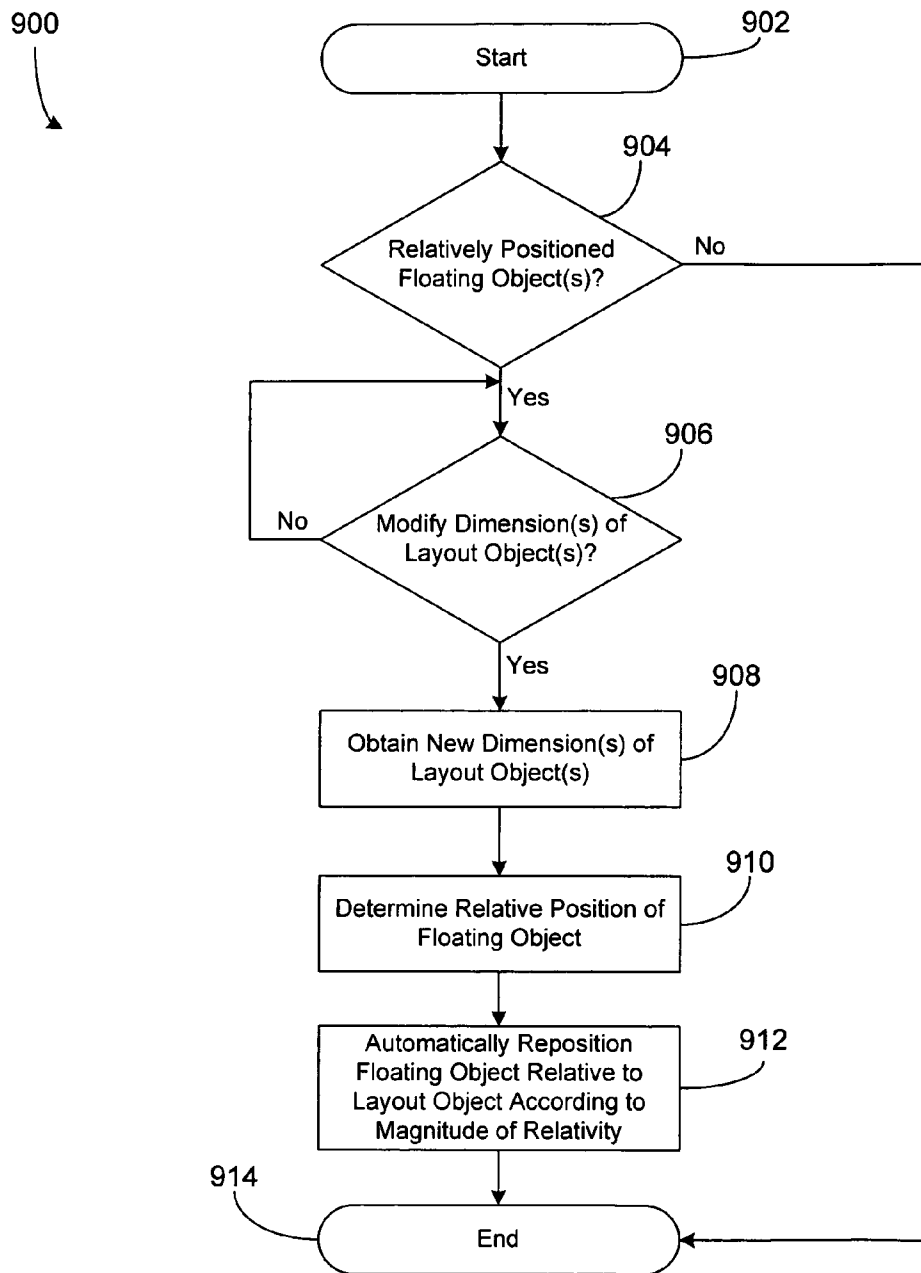 900
902
Start
904
Relatively Positioned
Floating Object(s)?
No
Yes
906
No
Modify Dimension(s) of
Layout Object(s)?
Yes
908
Obtain New Dimension(s) of
Layout Object(s)
910
Determine Relative Position of
Floating Object
912
Automatically Reposition
Floating Object Relative to
Layout Object According to
Magnitude of Relativity
914
End